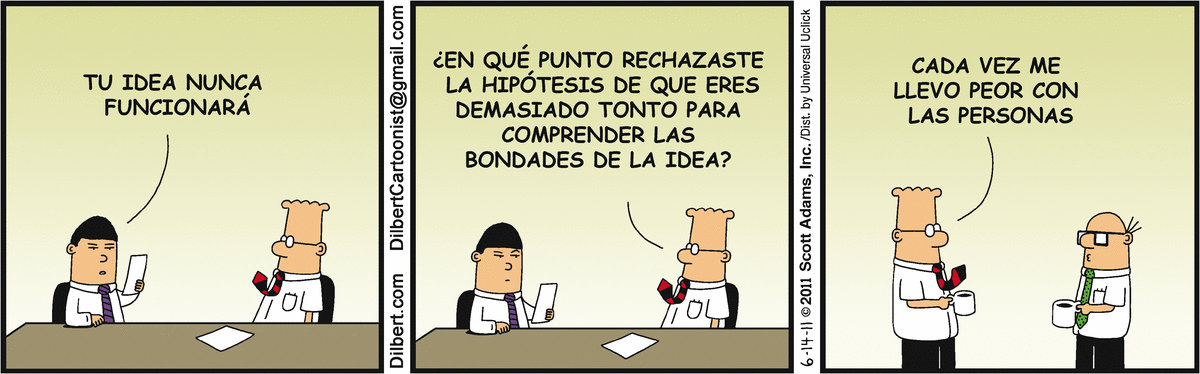 TU IDEA NUNCA
FUNCIONARÁ
DilbertCartoonist@gmail.com
Dilbert.com
¿EN QUÉ PUNTO RECHAZASTE
LA HIPÓTESIS DE QUE ERES
DEMASIADO TONTO PARA
COMPRENDER LAS
BONDADES DE LA IDEA?
6-14-11 © 2011 Scott Adams, Inc. /Dist. by Universal Uclick
CADA VEZ ME
LLEVO PEOR CON
LAS PERSONAS